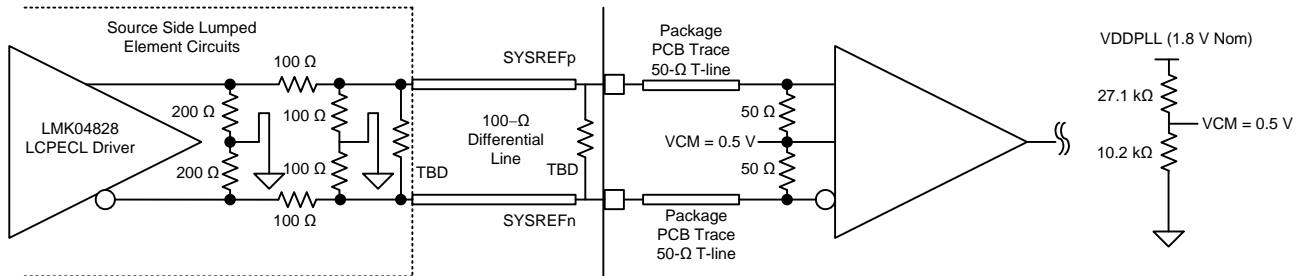 Source Side Lumped
Element Circuits
100 Ω
200 Ω
200 Ω
100 Ω
100 Ω
100 Ω
LMK04828
LCPECL Driver
TBD
SYSREFp
100–Ω
Differential
Line
TBD
SYSREFn
Package
PCB Trace
50-Ω T-line
50 Ω
VCM = 0.5 V
50 Ω
Package
PCB Trace
50-Ω T-line
VDDPLL (1.8 V Nom)
27.1 kΩ
VCM = 0.5 V
10.2 kΩ